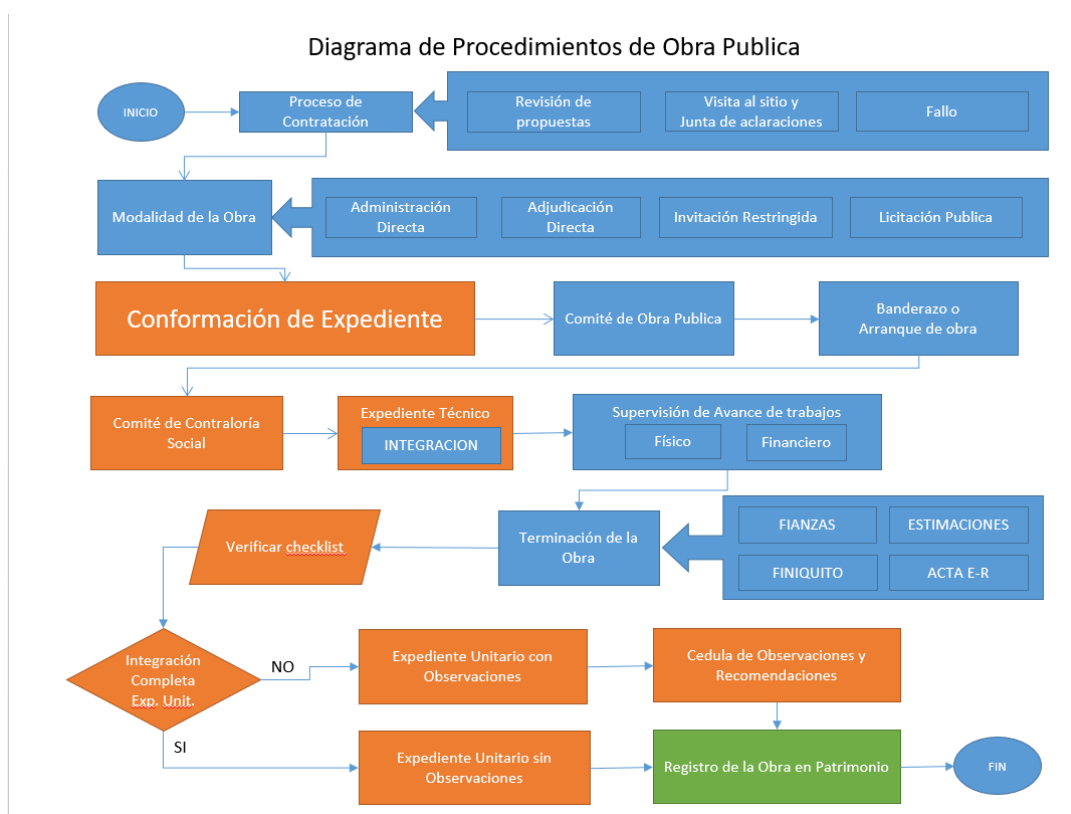 Diagrama de Procedimientos de Obra Publica
INICIO
Proceso de
Contratación
Revisión de
propuestas
Visita al sitio y
Junta de aclaraciones
Fallo
Modalidad de la Obra
Administración
Directa
Adjudicación
Directa
Invitación Restringida
Licitación Publica
Conformación de Expediente
Comité de Obra Publica
Banderazo o
Arranque de obra
Comité de Contraloría
Social
Expediente Técnico
INTEGRACION
Supervisión de Avance de trabajos
Físico
Financiero
Verificar checklist
Terminación de la
Obra
FIANZAS
ESTIMACIONES
FINIQUITO
ACTA E-R
Integración
Completa
Exp. Unit.
NO
Expediente Unitario con
Observaciones
Cedula de Observaciones y
Recomendaciones
SI
Expediente Unitario sin
Observaciones
Registro de la Obra en Patrimonio
FIN